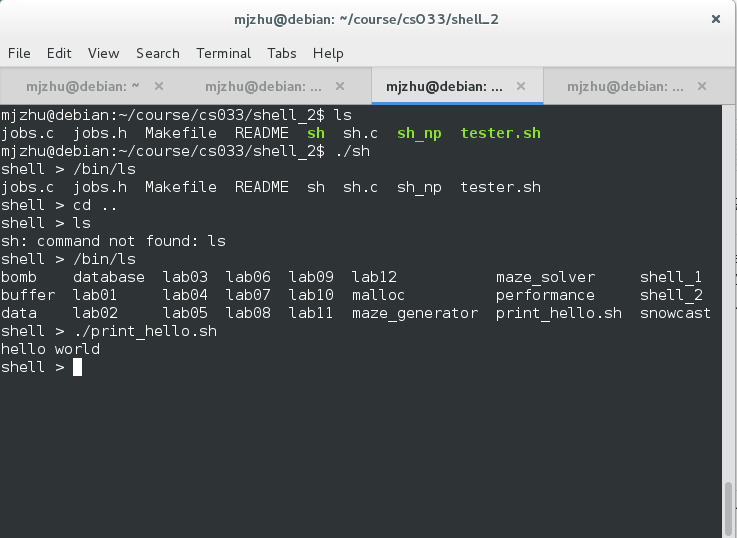 mjzhu@debian: ~/course/cs033/shell_2
File Edit View Search Terminal Tabs Help
mjzhu@debian: ~ mjzhu@debian: ... mjzhu@debian: ... mjzhu@debian: ...
mjzhu@debian:~/course/cs033/shell_2$ ls
jobs.c jobs.h Makefile README sh sh.c sh_np tester.sh
mjzhu@debian:~/course/cs033/shell_2$ ./sh
shell > /bin/ls
jobs.c jobs.h Makefile README sh sh.c sh_np tester.sh
shell > cd ..
shell > ls
sh: command not found: ls
shell > /bin/ls
bomb database lab03 lab06 lab09 lab12 maze_solver shell_1
buffer lab01 lab04 lab07 lab10 malloc performance shell_2
data lab02 lab05 lab08 lab11 maze_generator print_hello.sh snowcast
shell > ./print_hello.sh
hello world
shell >